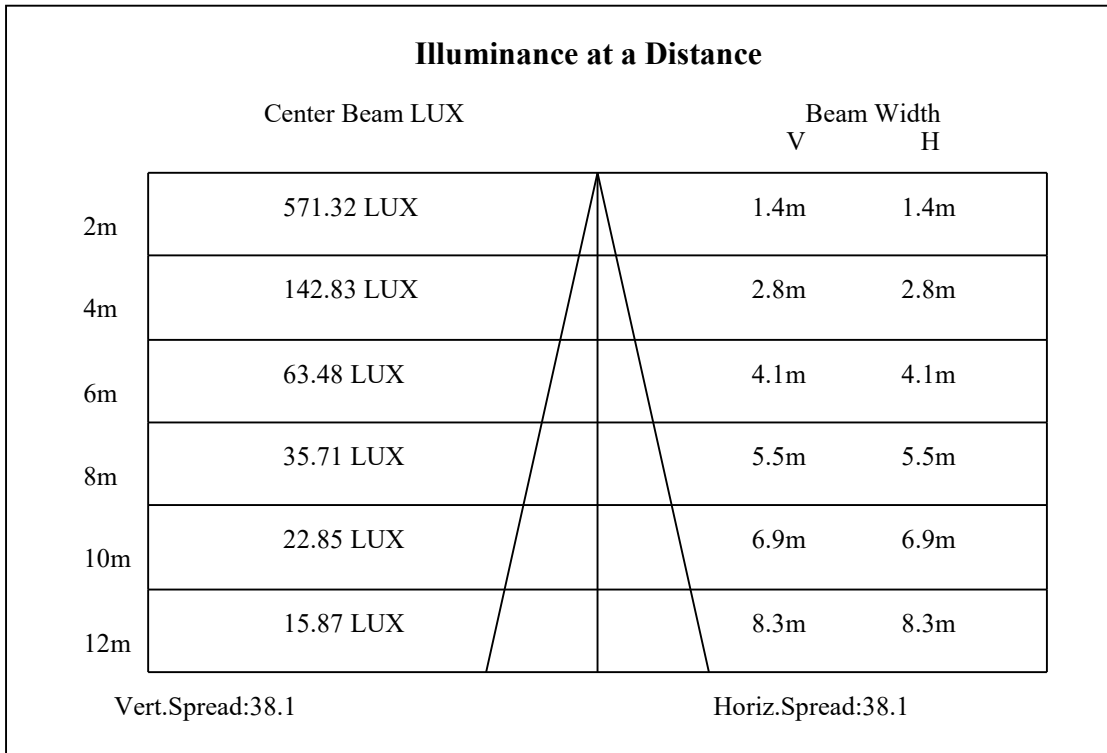 Illuminance at a Distance
Center Beam LUX Beam Width
V H
2m 571.32 LUX 1.4m 1.4m
4m 142.83 LUX 2.8m 2.8m
6m 63.48 LUX 4.1m 4.1m
8m 35.71 LUX 5.5m 5.5m
10m 22.85 LUX 6.9m 6.9m
12m 15.87 LUX 8.3m 8.3m
Vert.Spread:38.1 Horiz.Spread:38.1